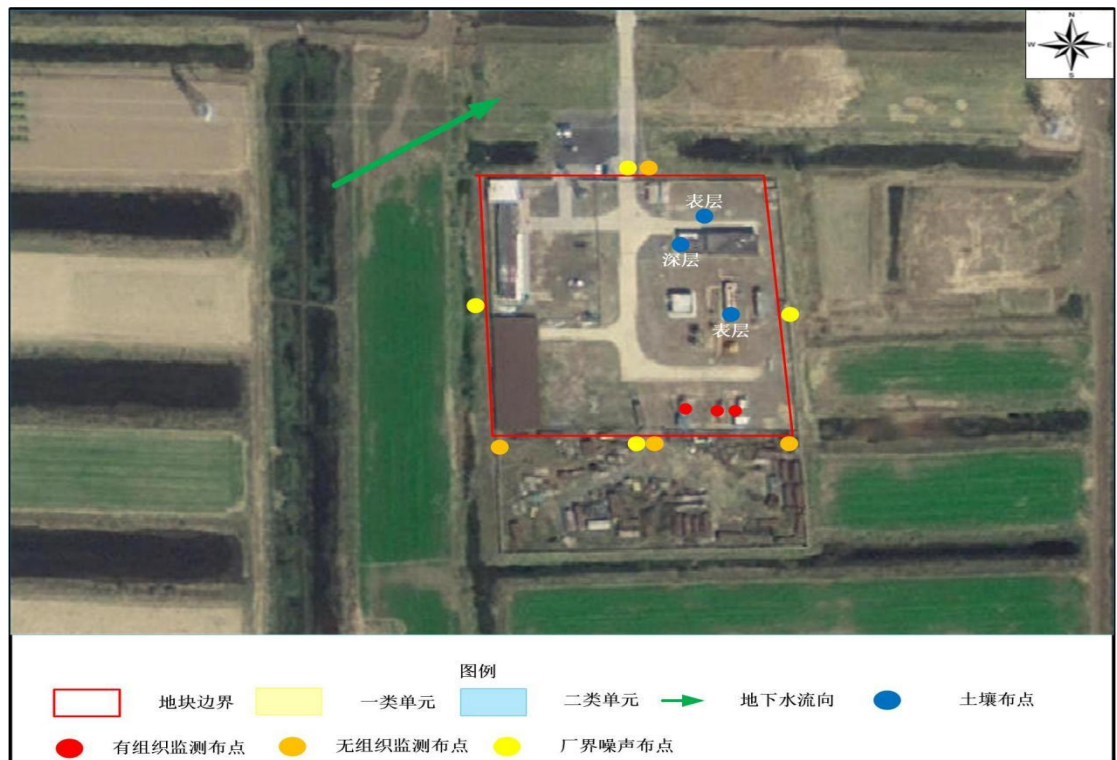 N
W E
S
表层
深层
表层
图例
地块边界 一类单元 二类单元 地下水流向 土壤布点
有组织监测布点 无组织监测布点 厂界噪声布点